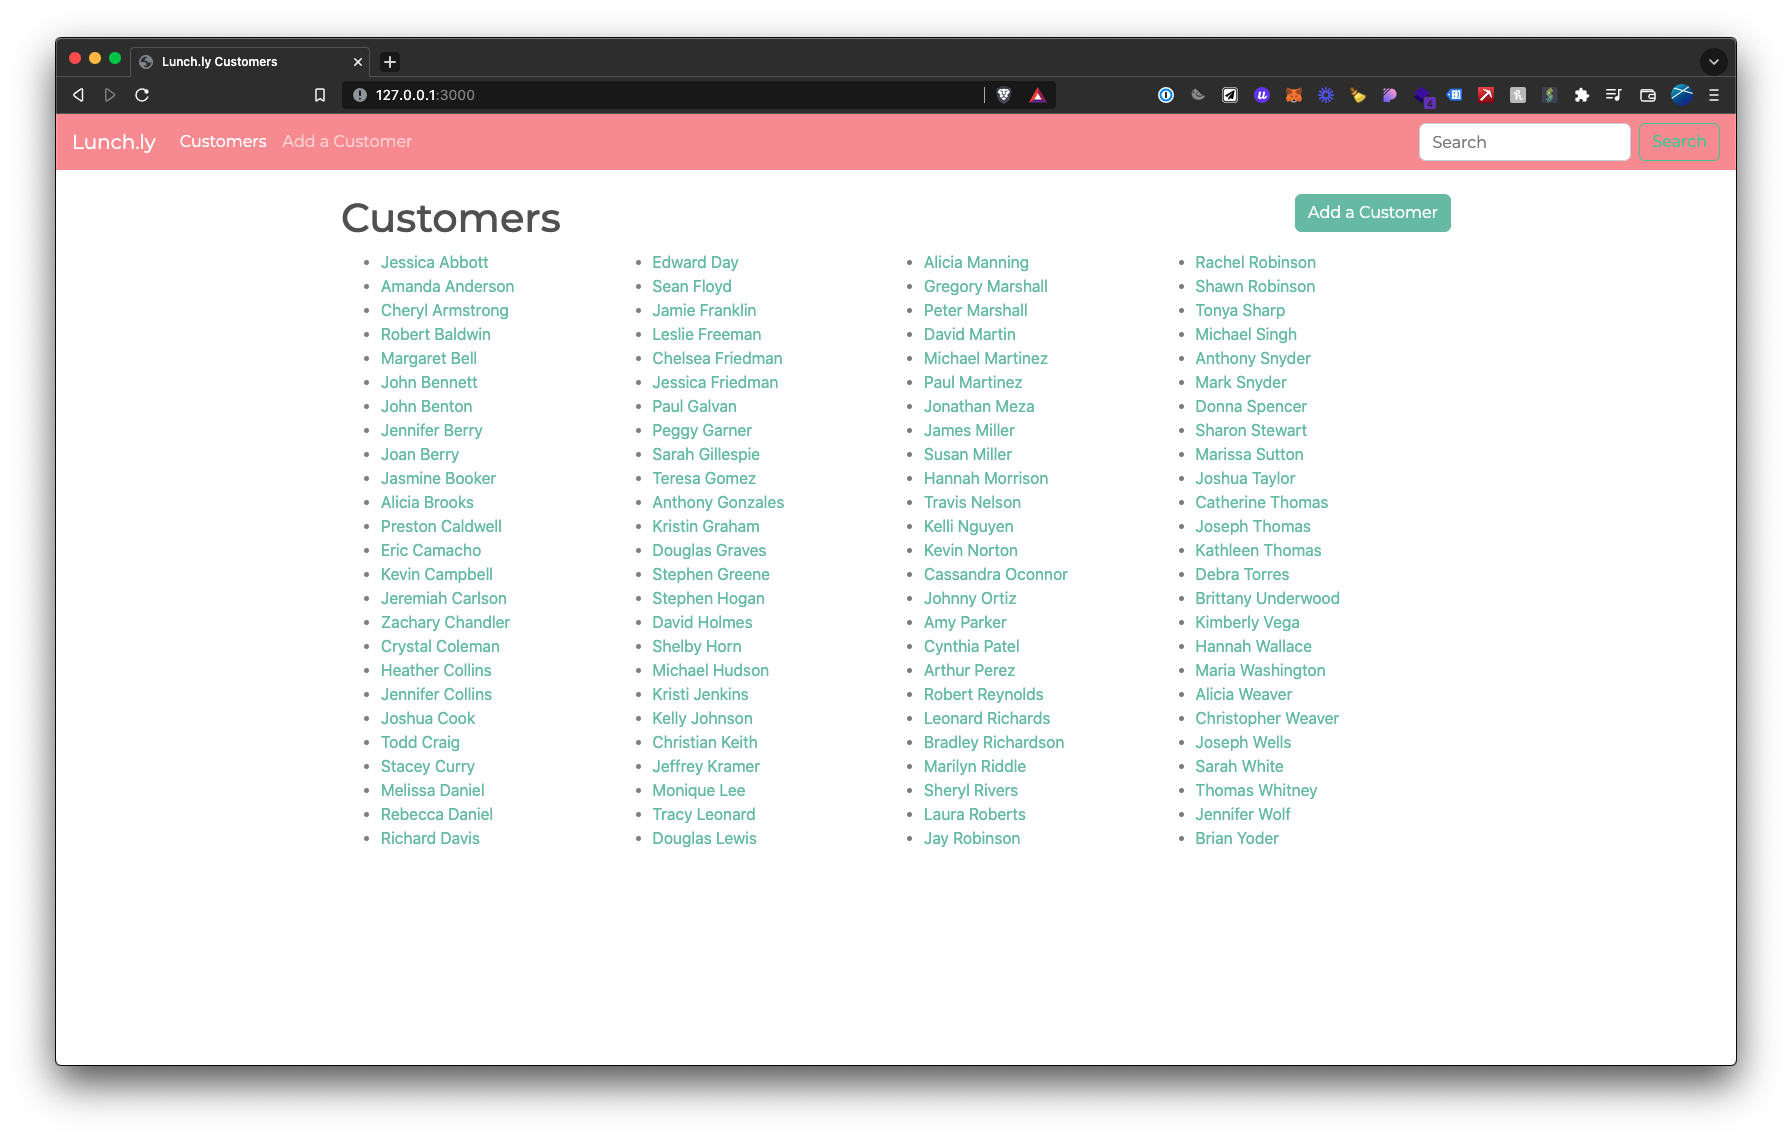 Lunch.ly Customers
127.0.0.1:3000
4
Lunch.ly Customers Add a Customer Search Search
Customers
Add a Customer
Jessica Abbott
Amanda Anderson
Cheryl Armstrong
Robert Baldwin
Margaret Bell
John Bennett
John Benton
Jennifer Berry
Joan Berry
Jasmine Booker
Alicia Brooks
Preston Caldwell
Eric Camacho
Kevin Campbell
Jeremiah Carlson
Zachary Chandler
Crystal Coleman
Heather Collins
Jennifer Collins
Joshua Cook
Todd Craig
Stacey Curry
Melissa Daniel
Rebecca Daniel
Richard Davis
Edward Day
Sean Floyd
Jamie Franklin
Leslie Freeman
Chelsea Friedman
Jessica Friedman
Paul Galvan
Peggy Garner
Sarah Gillespie
Teresa Gomez
Anthony Gonzales
Kristin Graham
Douglas Graves
Stephen Greene
Stephen Hogan
David Holmes
Shelby Horn
Michael Hudson
Kristi Jenkins
Kelly Johnson
Christian Keith
Jeffrey Kramer
Monique Lee
Tracy Leonard
Douglas Lewis
Alicia Manning
Gregory Marshall
Peter Marshall
David Martin
Michael Martinez
Paul Martinez
Jonathan Meza
James Miller
Susan Miller
Hannah Morrison
Travis Nelson
Kelli Nguyen
Kevin Norton
Cassandra Oconnor
Johnny Ortiz
Amy Parker
Cynthia Patel
Arthur Perez
Robert Reynolds
Leonard Richards
Bradley Richardson
Marilyn Riddle
Sheryl Rivers
Laura Roberts
Jay Robinson
Rachel Robinson
Shawn Robinson
Tonya Sharp
Michael Singh
Anthony Snyder
Mark Snyder
Donna Spencer
Sharon Stewart
Marissa Sutton
Joshua Taylor
Catherine Thomas
Joseph Thomas
Kathleen Thomas
Debra Torres
Brittany Underwood
Kimberly Vega
Hannah Wallace
Maria Washington
Alicia Weaver
Christopher Weaver
Joseph Wells
Sarah White
Thomas Whitney
Jennifer Wolf
Brian Yoder